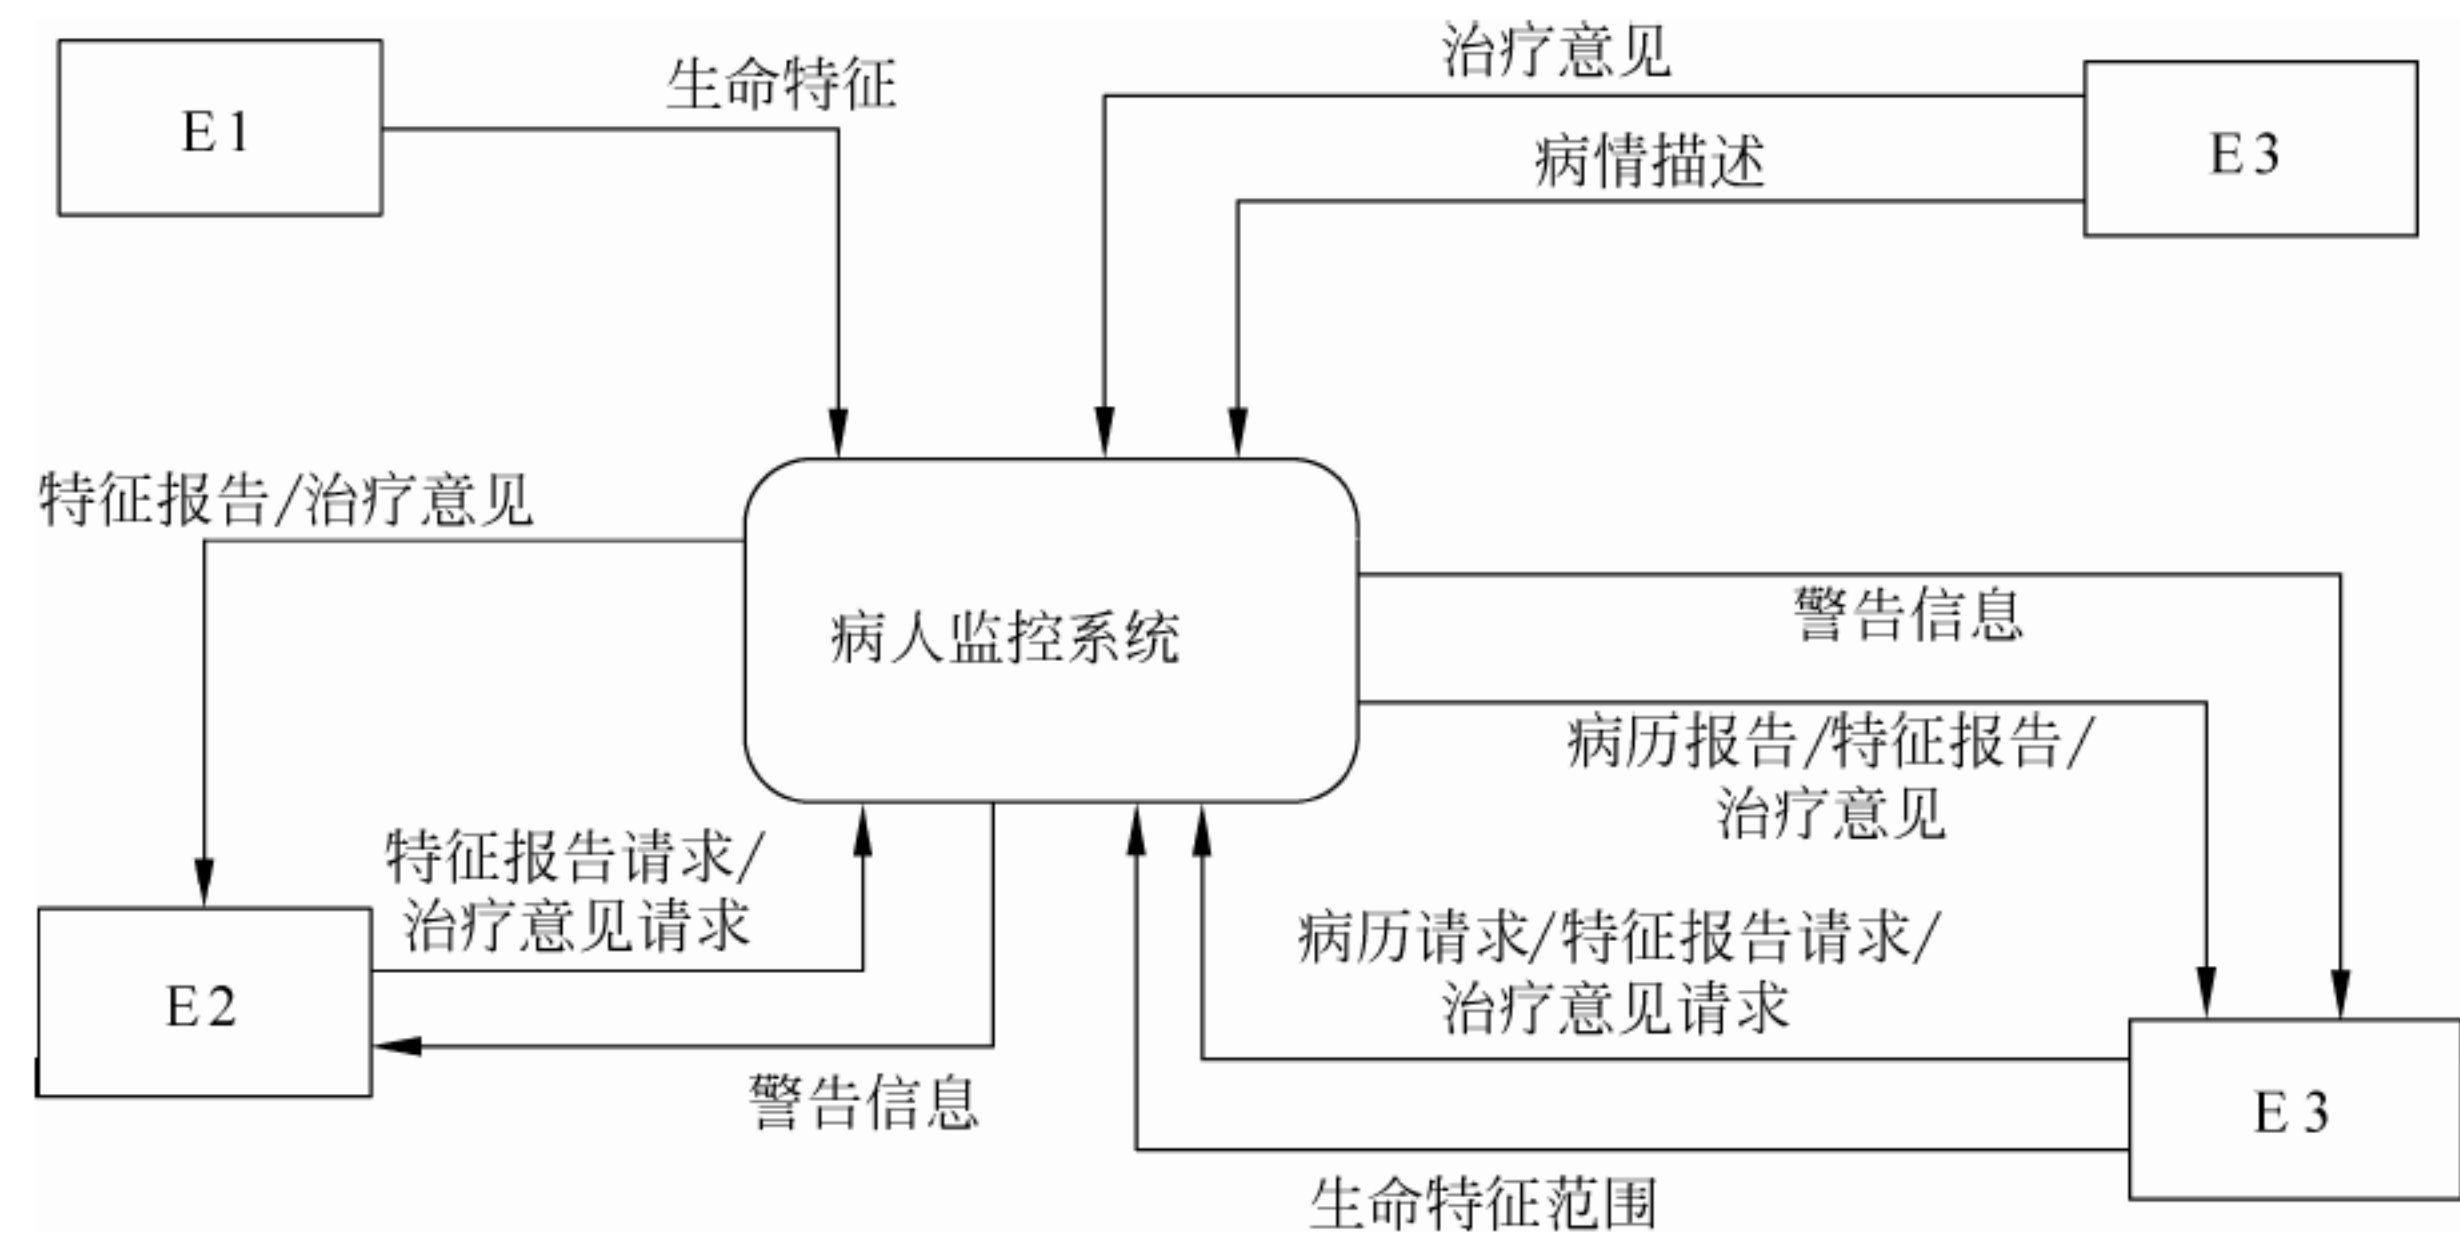 治疗意见
生命特征
E1
病情描述
E3
特征报告/治疗意见
病人监控系统
警告信息
病历报告/特征报告/
治疗意见
特征报告请求/
治疗意见请求
病历请求/特征报告请求/
治疗意见请求
E2
警告信息
E3
生命特征范围